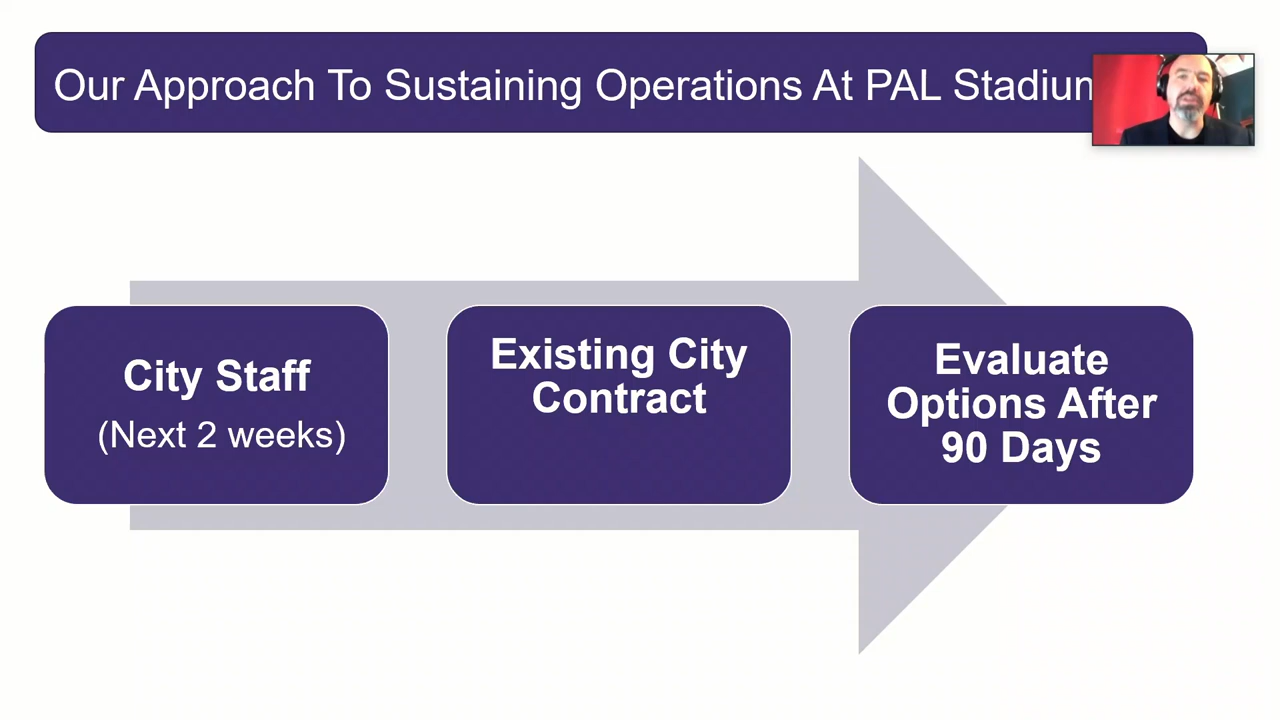 Our Approach To Sustaining Operations At PAL Stadium
City Staff
(Next 2 weeks)
Existing City
Contract
Evaluate
Options After
90 Days